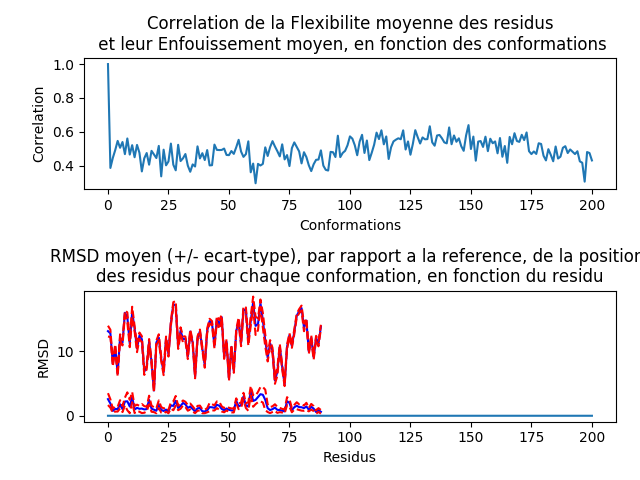 Correlation de la Flexibilite moyenne des residus
et leur Enfouissement moyen, en fonction des conformations
1.0
0.8
0.6
0.4
Correlation
0 25 50 75 100 125 150 175 200
Conformations
RMSD moyen (+/- ecart-type), par rapport a la reference, de la position
des residus pour chaque conformation, en fonction du residu
10
0
RMSD
0 25 50 75 100 125 150 175 200
Residus